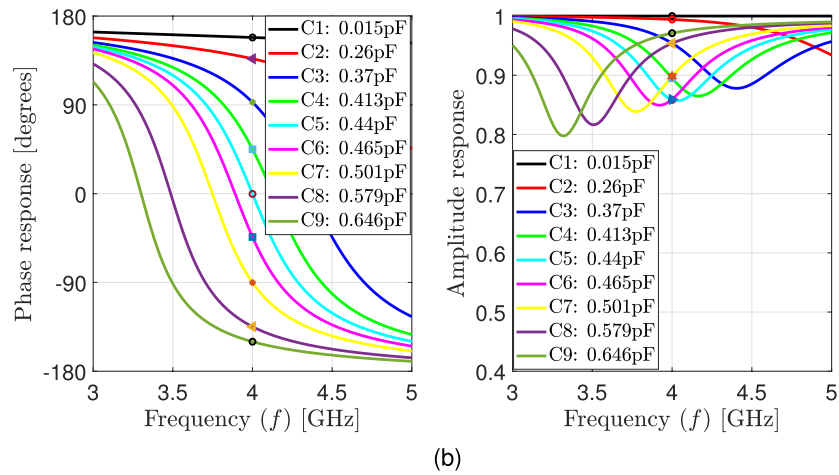 180
90
0
-90
-180
Phase response [degrees]
C1: 0.015pF
C2: 0.26pF
C3: 0.37pF
C4: 0.413pF
C5: 0.44pF
C6: 0.465pF
C7: 0.501pF
C8: 0.579pF
C9: 0.646pF
3 3.5 4 4.5 5
Frequency (f) [GHz]
1
0.9
0.8
0.7
0.6
0.5
0.4
Amplitude response
C1: 0.015pF
C2: 0.26pF
C3: 0.37pF
C4: 0.413pF
C5: 0.44pF
C6: 0.465pF
C7: 0.501pF
C8: 0.579pF
C9: 0.646pF
3 3.5 4 4.5 5
Frequency (f) [GHz]
(b)